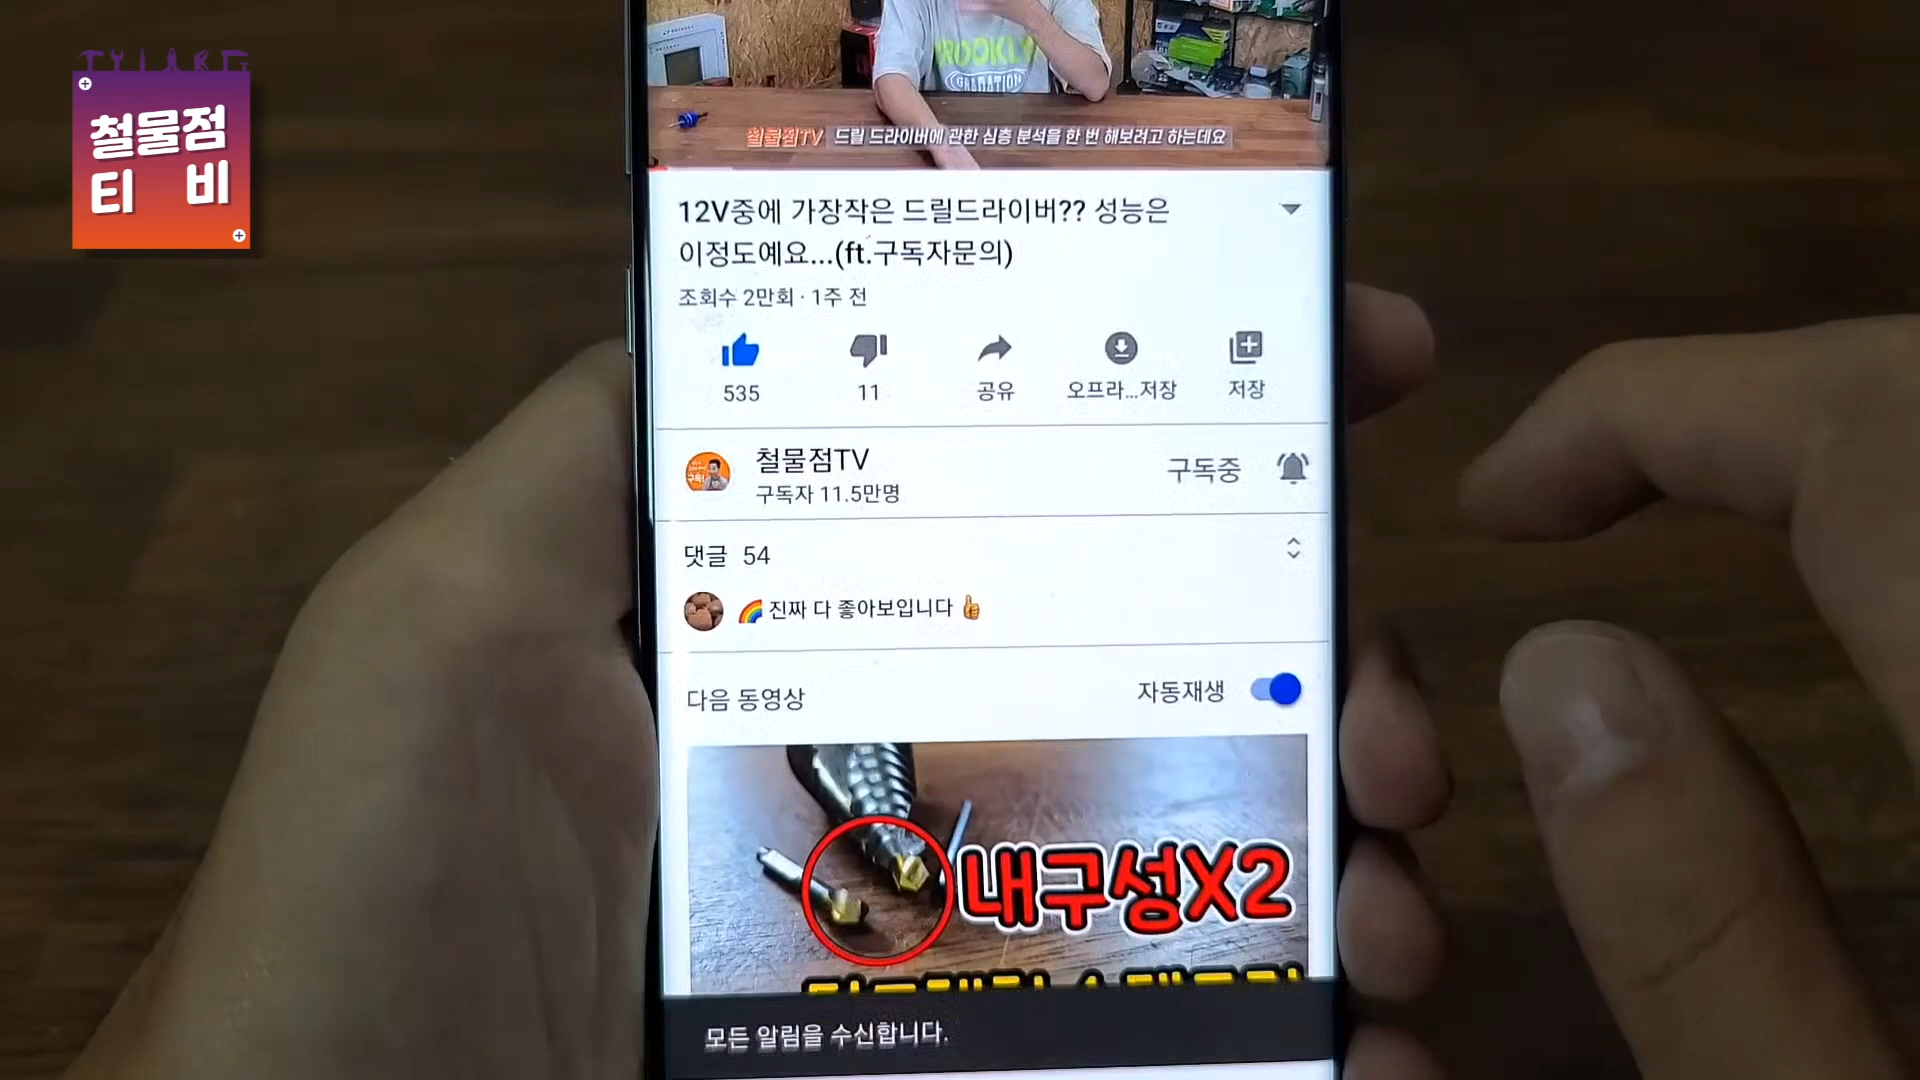 철물점
티비
BROOKLYN
GRADATION
철물점TV 드릴 드라이버에 관한 심층 분석을 한 번 해보려고 하는데요
12V중에 가장작은 드릴드라이버?? 성능은
이정도예요...(ft.구독자문의)
조회수 2만회 · 1주 전
535
11
공유
오프라...저장
저장
철물점TV
구독자 11.5만명
구독중
댓글 54
🌈 진짜 다 좋아보입니다 👍
다음 동영상
자동재생
내구성X2
모든 알림을 수신합니다.